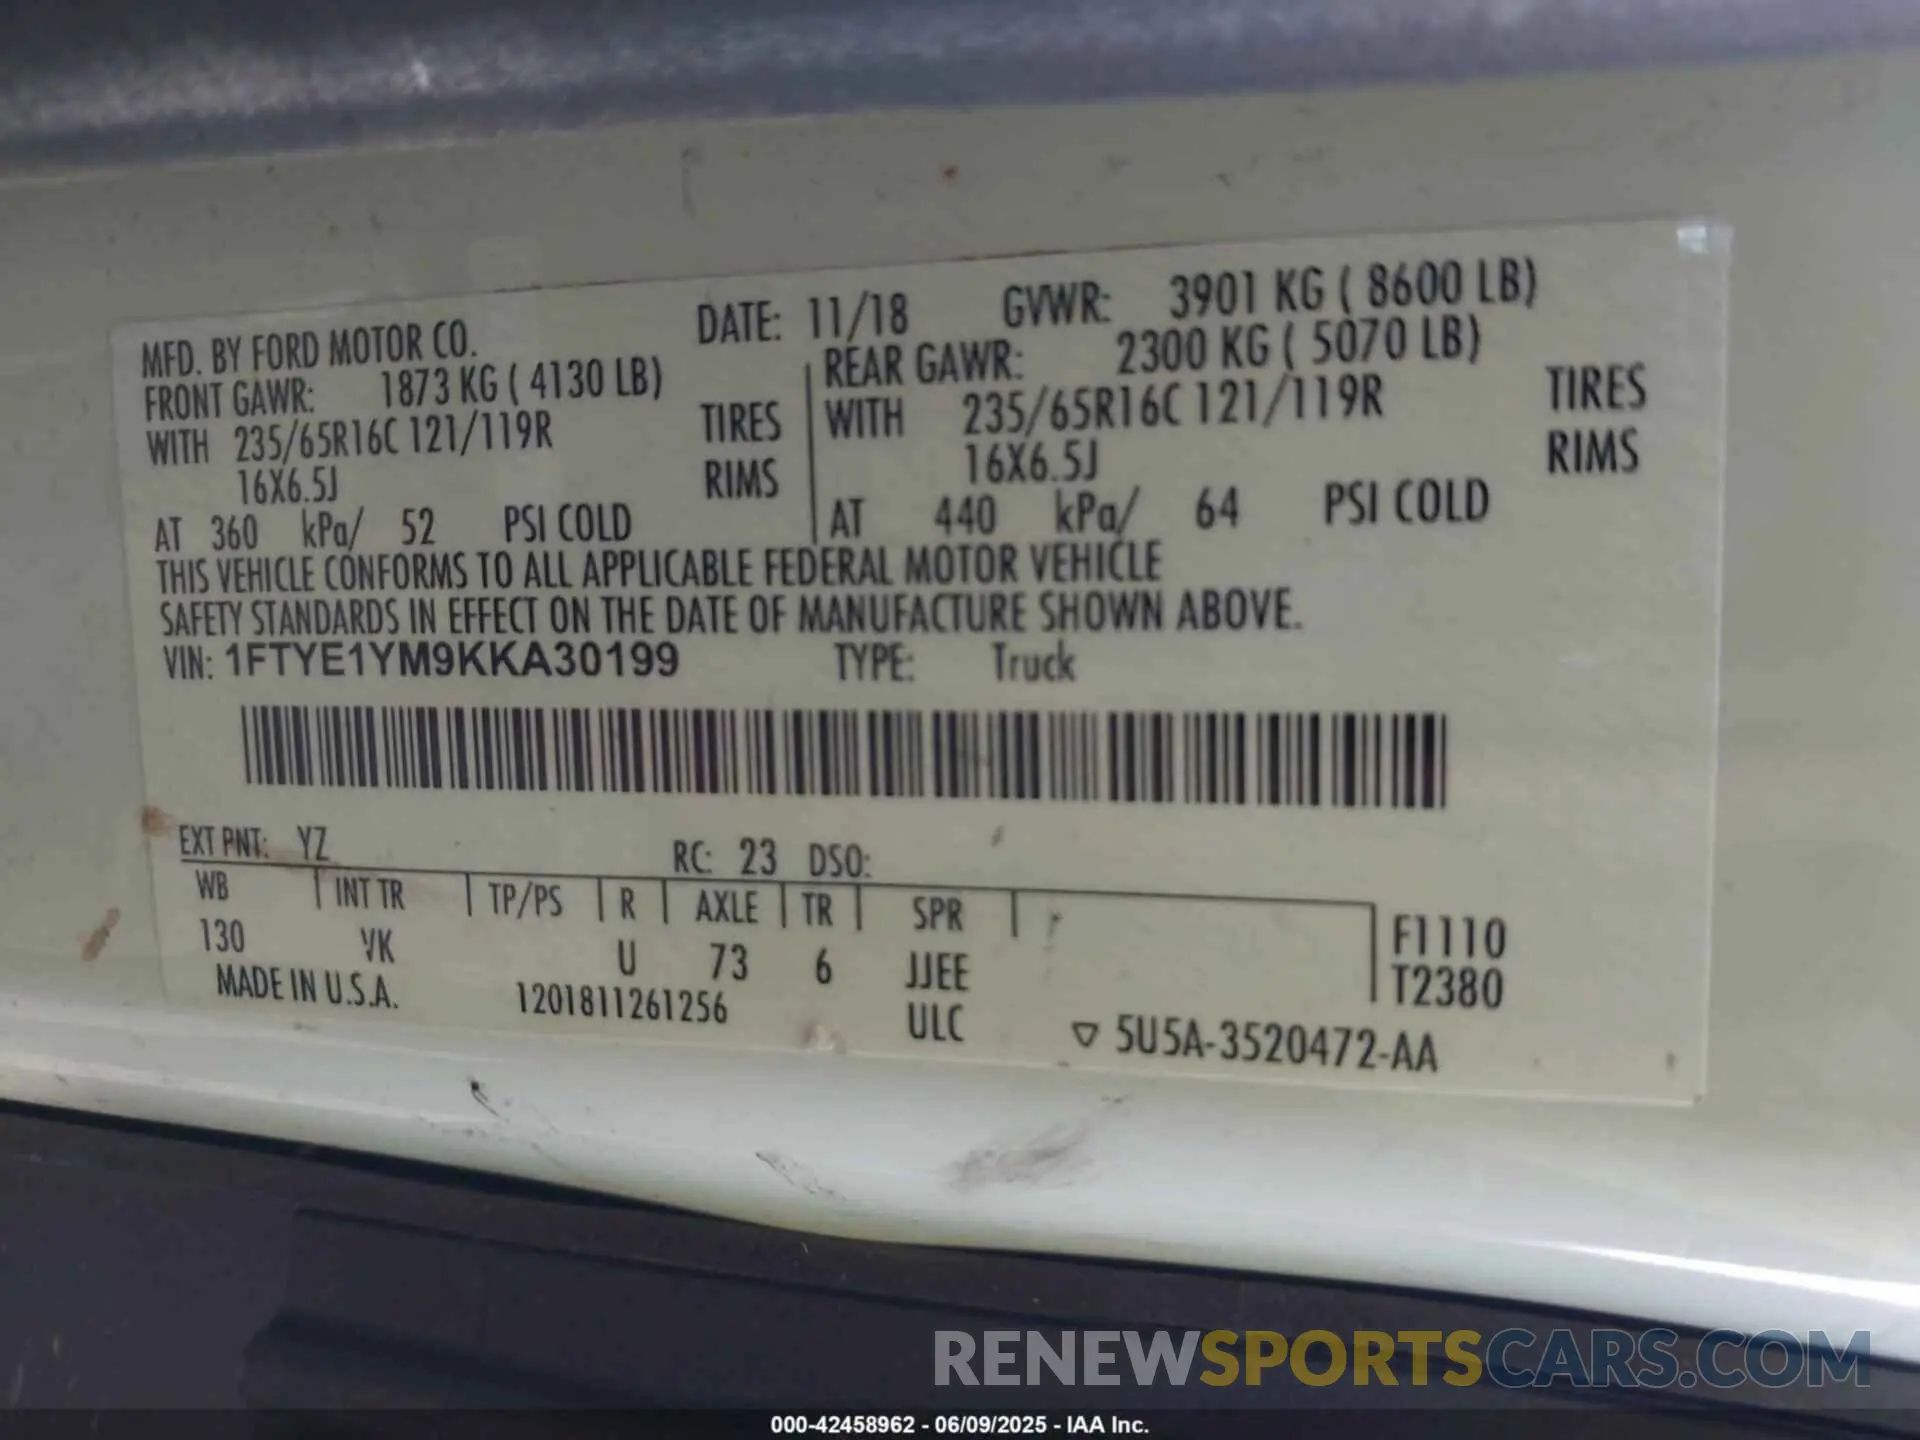 MFD. BY FORD MOTOR CO. DATE: 11/18 GVWR: 3901 KG ( 8600 LB)
FRONT GAWR: 1873 KG ( 4130 LB) REAR GAWR: 2300 KG ( 5070 LB)
WITH 235/65R16C 121/119R TIRES WITH 235/65R16C 121/119R TIRES
16X6.5J RIMS 16X6.5J RIMS
AT 360 kPa/ 52 PSI COLD AT 440 kPa/ 64 PSI COLD
THIS VEHICLE CONFORMS TO ALL APPLICABLE FEDERAL MOTOR VEHICLE
SAFETY STANDARDS IN EFFECT ON THE DATE OF MANUFACTURE SHOWN ABOVE.
VIN: 1FTYE1YM9KKA30199 TYPE: Truck
EXT PNT: YZ RC: 23 DSO:
WB INT TR TP/PS R AXLE TR SPR
130 VK U 73 6 JJEE F1110
T2380
MADE IN U.S.A. 1201811261256 ULC ▽ 5U5A-3520472-AA
RENEWSPORTSCARS.COM
000-42458962 - 06/09/2025 - IAA Inc.